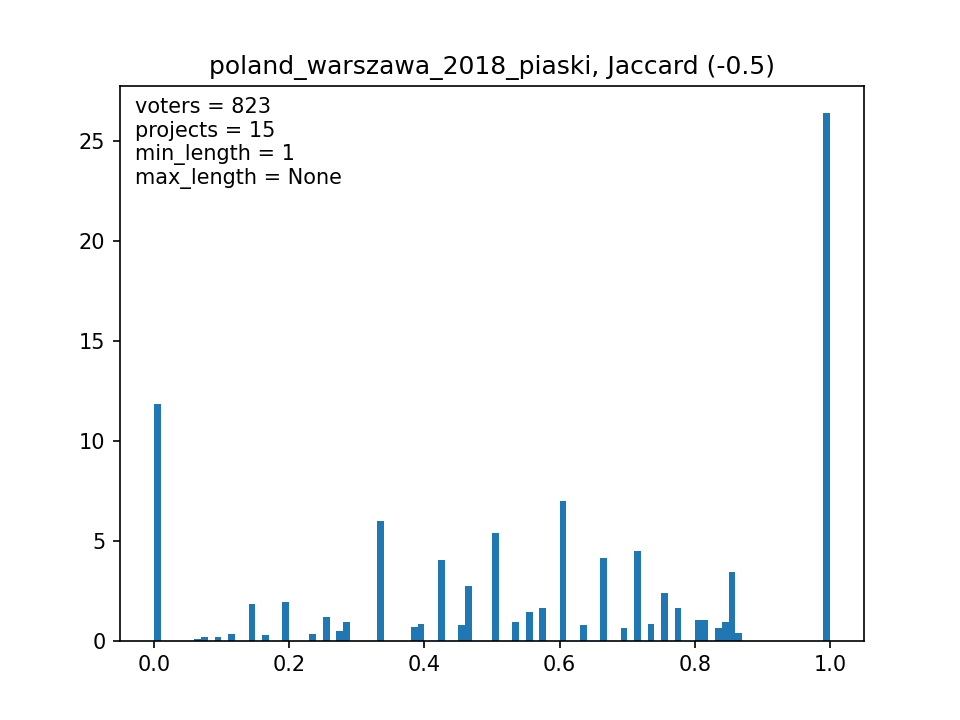 poland_warszawa_2018_piaski, Jaccard (-0.5)
voters = 823
projects = 15
min_length = 1
max_length = None
25
20
15
10
5
0
0.0 0.2 0.4 0.6 0.8 1.0